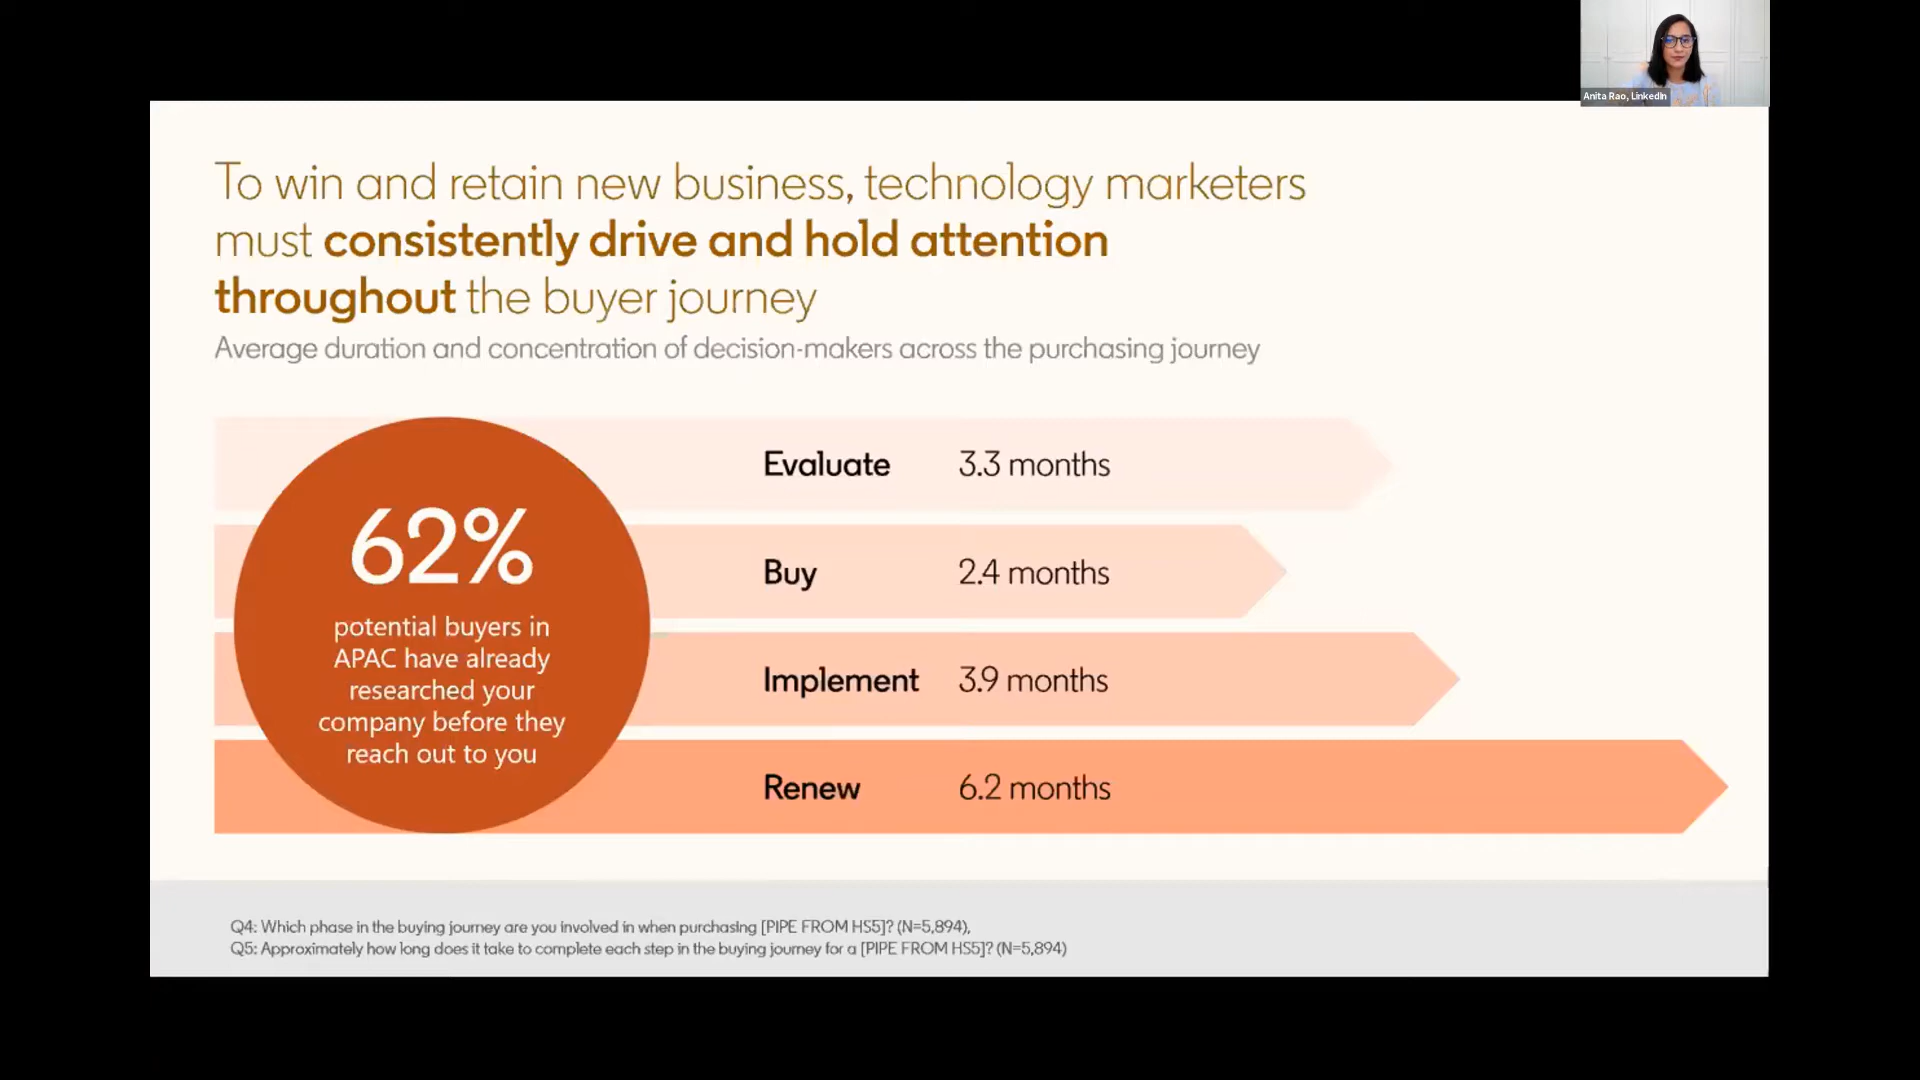 Anita Rao, LinkedIn
To win and retain new business, technology marketers
must consistently drive and hold attention
throughout the buyer journey
Average duration and concentration of decision-makers across the purchasing journey
62%
potential buyers in
APAC have already
researched your
company before they
reach out to you
Evaluate 3.3 months
Buy 2.4 months
Implement 3.9 months
Renew 6.2 months
Q4: Which phase in the buying journey are you involved in when purchasing [PIPE FROM HS5]? (N=5,894),
Q5: Approximately how long does it take to complete each step in the buying journey for a [PIPE FROM HS5]? (N=5,894)